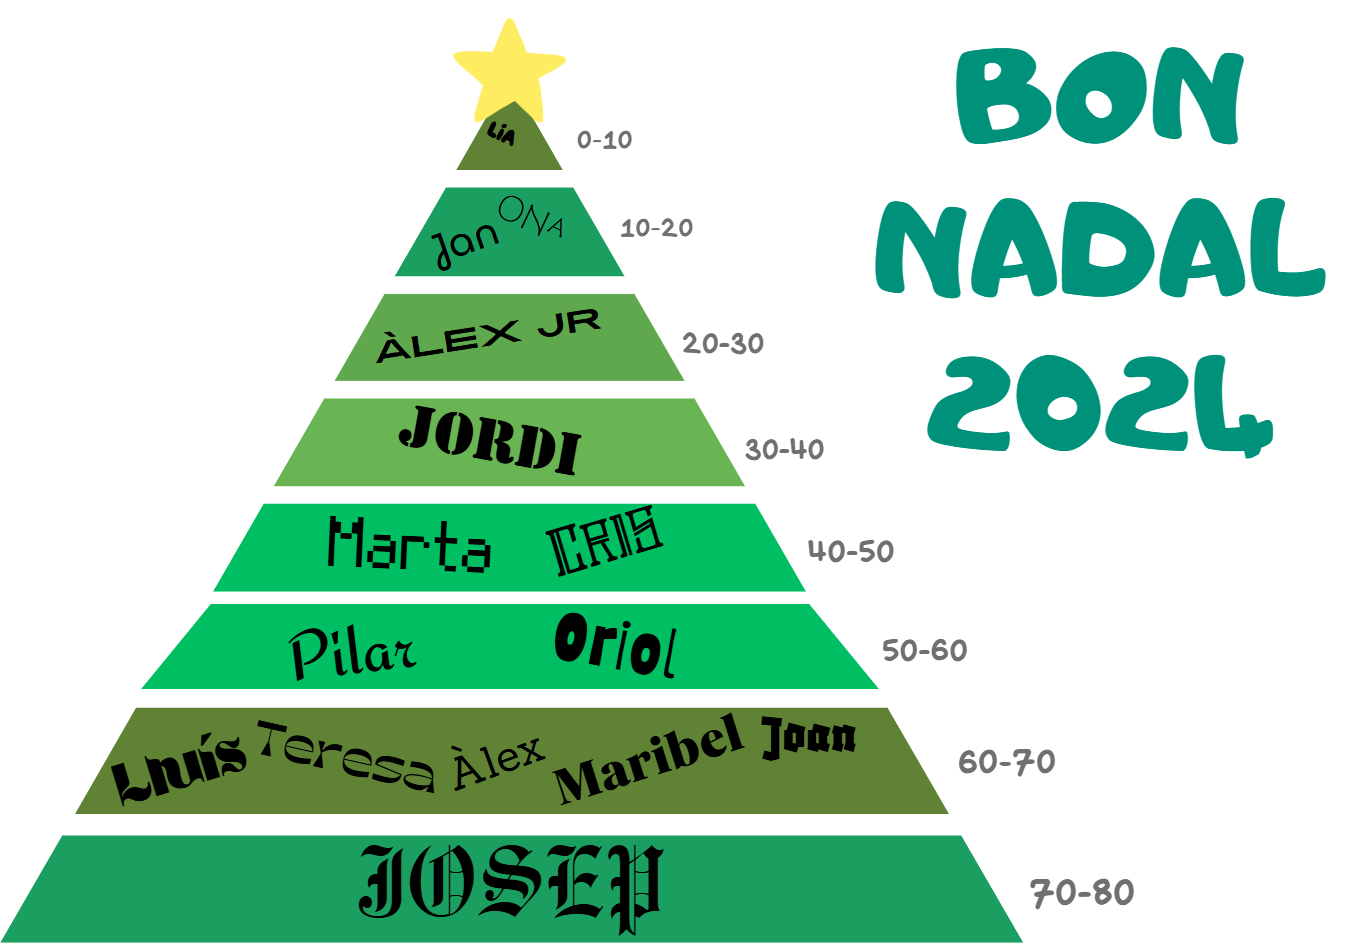 BON
NADAL
2024
LiA
0-10
Jan ONA
10-20
ÀLEX JR
20-30
JORDI
30-40
Marta CRIS
40-50
Pilar Oriol
50-60
Lluís Teresa Àlex Maribel Joan
60-70
JOSEP
70-80